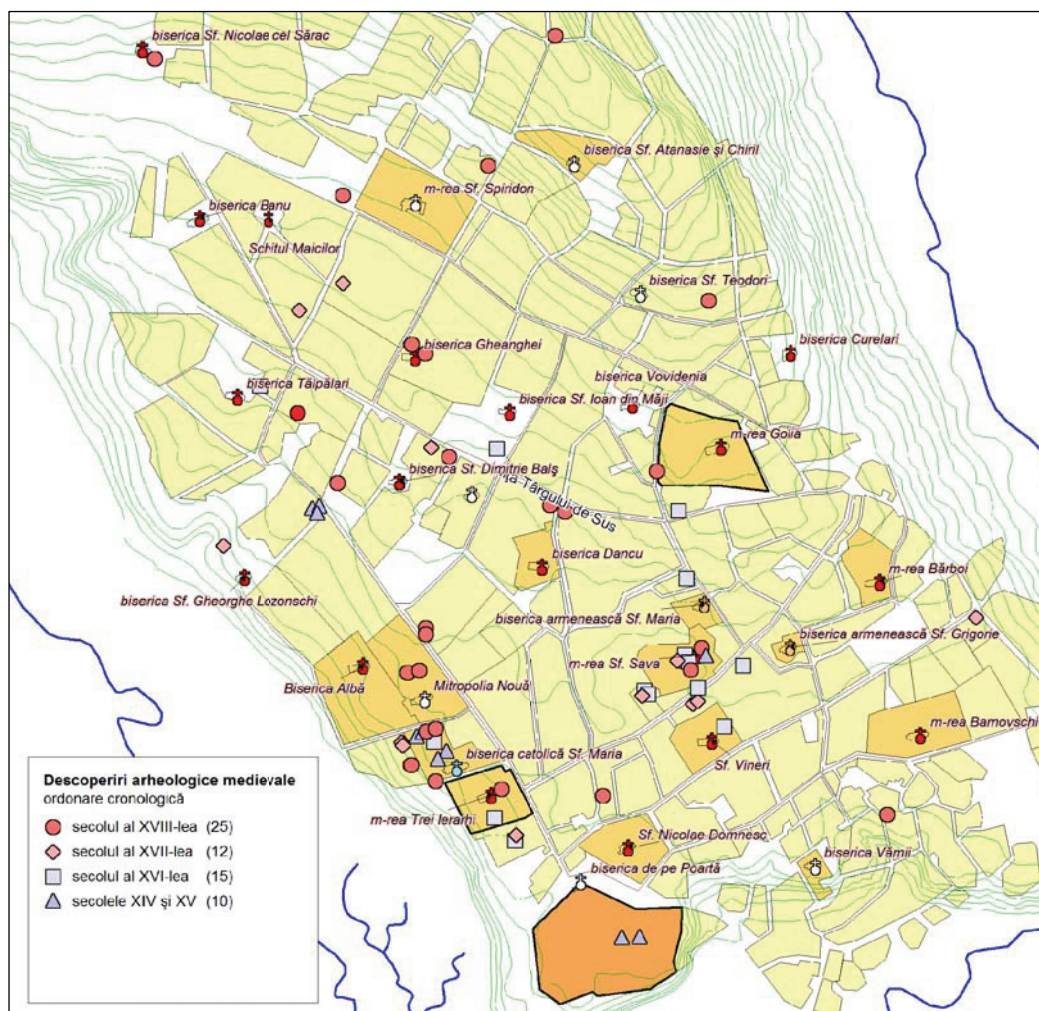 biserica Sf. Nicolae cel Sărac
biserica Sf. Atanasie și Chiril
m-rea Sf. Spiridon
biserica Banu
Schitul Maicilor
biserica Sf. Teodori
biserica Gheanghei
biserica Curelari
biserica Vovidenia
biserica Tăipălari
biserica Sf. Ioan din Măji
m-rea Golia
biserica Sf. Dimitrie Balș
Târgului de Sus
biserica Dancu
m-rea Bărboi
biserica Sf. Gheorghe Lozonschi
biserica armenească Sf. Maria
biserica armenească Sf. Grigorie
m-rea Sf. Sava
Biserica Albă
Mitropolia Nouă
m-rea Barnovschi
biserica catolică Sf. Maria
Sf. Vineri
m-rea Trei Ierarhi
Sf. Nicolae Domnesc
biserica Vămii
biserica de pe Poartă
Descoperiri arheologice medievale
ordonare cronologică
secolul al XVIII-lea (25)
secolul al XVII-lea (12)
secolul al XVI-lea (15)
secolele XIV și XV (10)